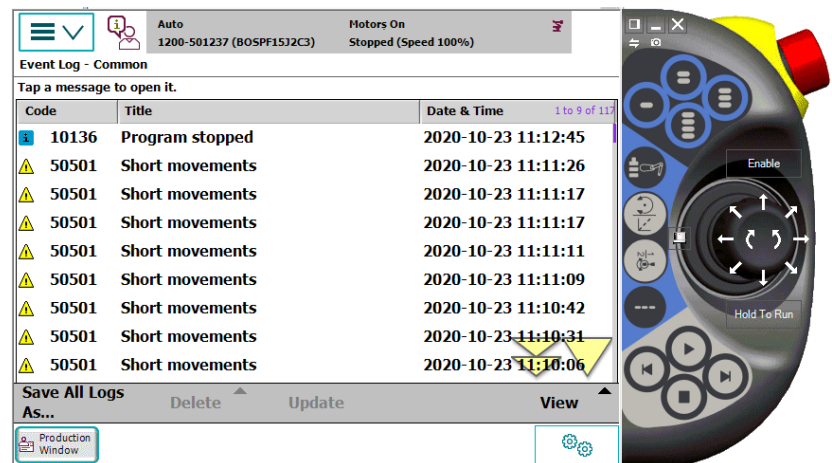 Auto
Motors On
1200-501237 (BOSPF15J2C3)
Stopped (Speed 100%)
Event Log - Common
Tap a message to open it.
Code Title Date & Time 1 to 9 of 117
10136 Program stopped 2020-10-23 11:12:45
50501 Short movements 2020-10-23 11:11:26
50501 Short movements 2020-10-23 11:11:17
50501 Short movements 2020-10-23 11:11:17
50501 Short movements 2020-10-23 11:11:11
50501 Short movements 2020-10-23 11:11:09
50501 Short movements 2020-10-23 11:10:42
50501 Short movements 2020-10-23 11:10:31
50501 Short movements 2020-10-23 11:10:06
Save All Logs
As...
Delete
Update
View
Production
Window
Enable
Hold To Run